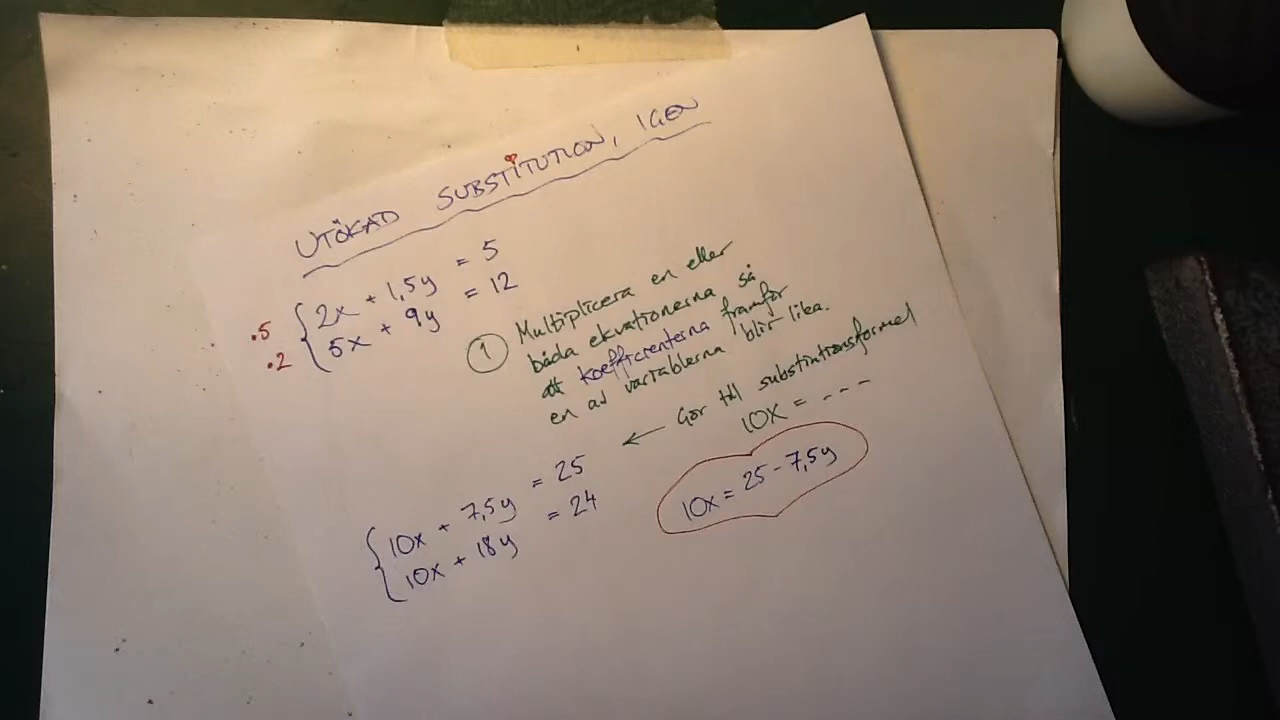 UTÖKAD SUBSTITUTION, IGEN
.5 2x + 1,5y = 5
.2 5x + 9y = 12
1 Multiplicera en eller
båda ekvationerna så
att koefficienterna framför
en av variablerna blir lika.
← Gör till substitutionsformel
10x = ---
10x + 7,5y = 25
10x + 18y = 24
10x = 25 - 7,5y